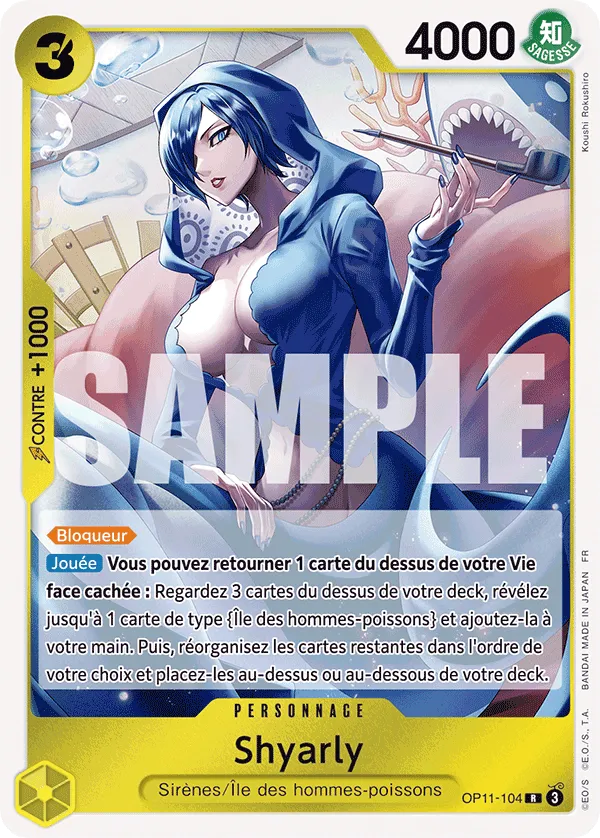 3
4000
知
SAGESSE
Koushi Rokushiro
CONTRE +1000
SAMPLE
Bloqueur
Jouée Vous pouvez retourner 1 carte du dessus de votre Vie
face cachée : Regardez 3 cartes du dessus de votre deck, révélez
jusqu'à 1 carte de type {Île des hommes-poissons} et ajoutez-la à
votre main. Puis, réorganisez les cartes restantes dans l'ordre de
votre choix et placez-les au-dessus ou au-dessous de votre deck.
PERSONNAGE
Shyarly
Sirènes/Île des hommes-poissons
OP11-104 R 3
©E.O/S ©E.O./S., T.A. BANDAI MADE IN JAPAN FR